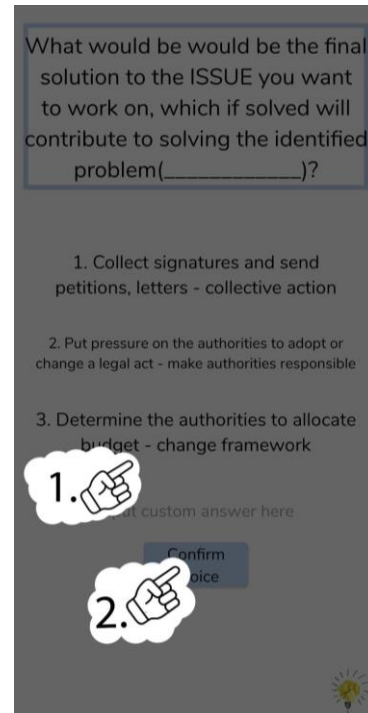 What would be would be the final
solution to the ISSUE you want
to work on, which if solved will
contribute to solving the identified
problem(____________)?
1. Collect signatures and send
petitions, letters - collective action
2. Put pressure on the authorities to adopt or
change a legal act - make authorities responsible
3. Determine the authorities to allocate
budget - change framework
1.
custom answer here
Confirm
2.